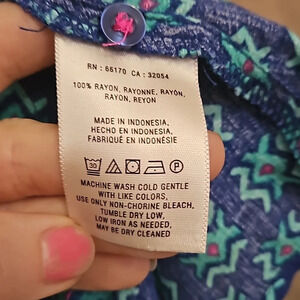 RN : 66170 CA : 32054
100% RAYON, RAYONNE, RAYÓN,
RAYON, REYON
MADE IN INDONESIA,
HECHO EN INDONESIA,
FABRIQUÉ EN INDONÉSIE
30
MACHINE WASH COLD GENTLE
WITH LIKE COLORS,
USE ONLY NON-CHORINE BLEACH,
TUMBLE DRY LOW,
LOW IRON AS NEEDED,
MAY BE DRY CLEANED